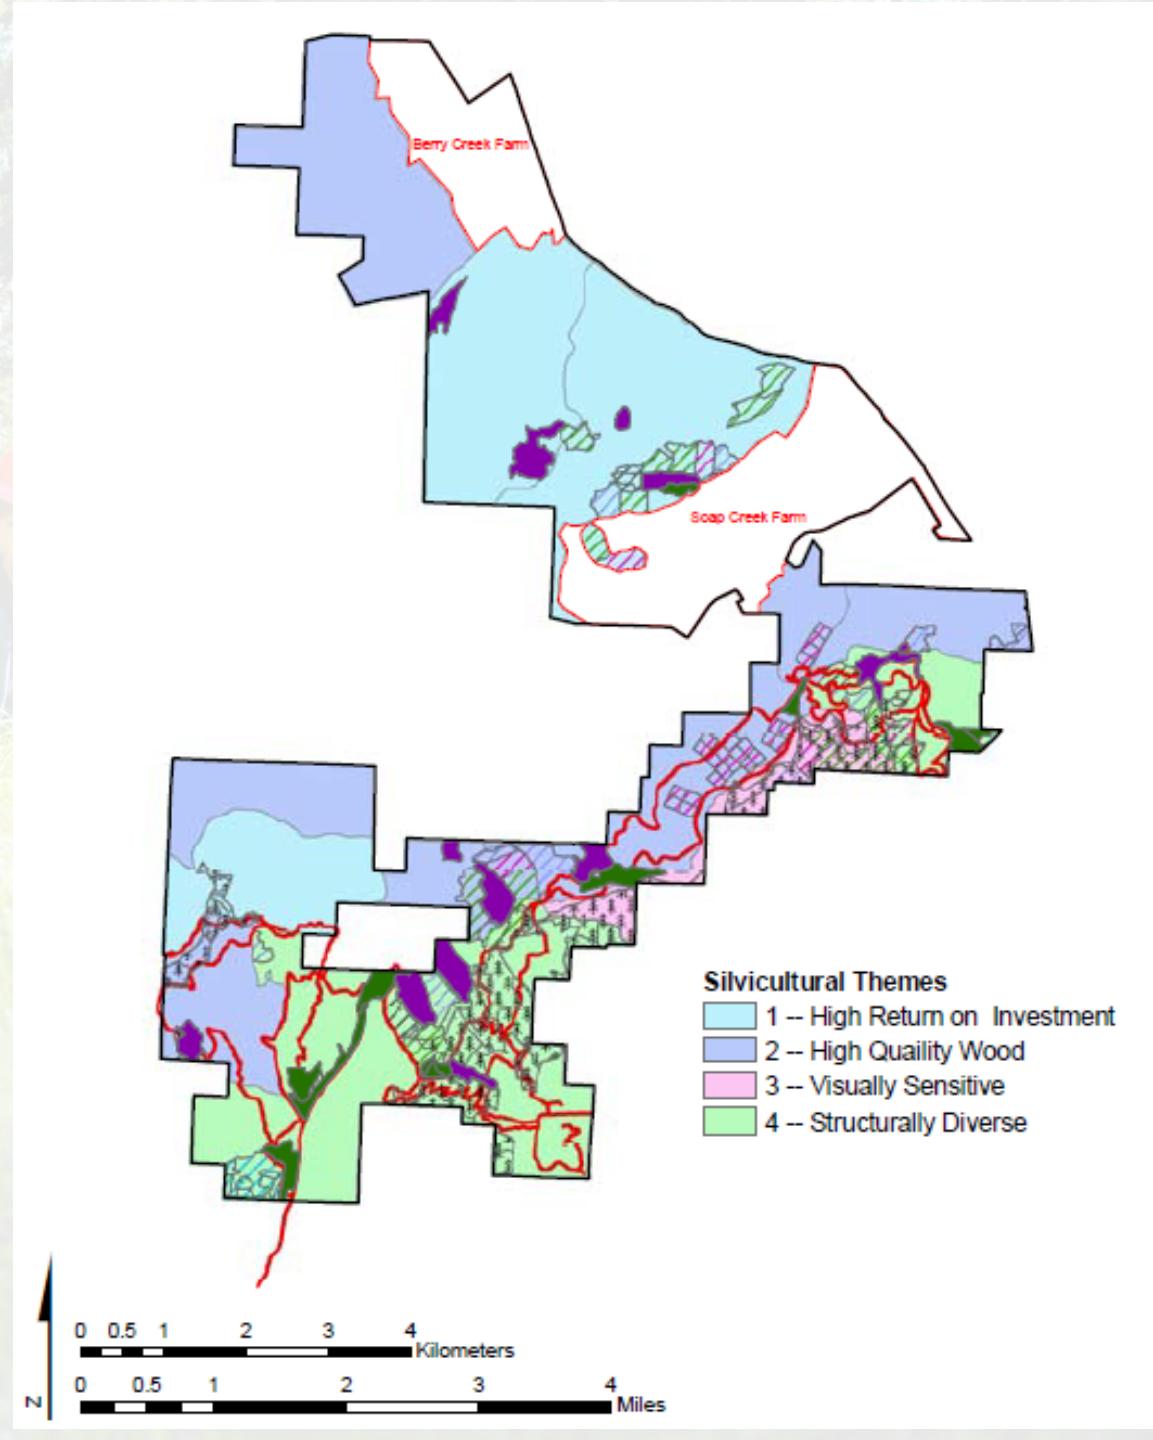 Berry Creek Farm
Soap Creek Farm
Silvicultural Themes
1 -- High Return on Investment
2 -- High Quaility Wood
3 -- Visually Sensitive
4 -- Structurally Diverse
0 0.5 1 2 3 4
Kilometers
0 0.5 1 2 3 4
Miles
N